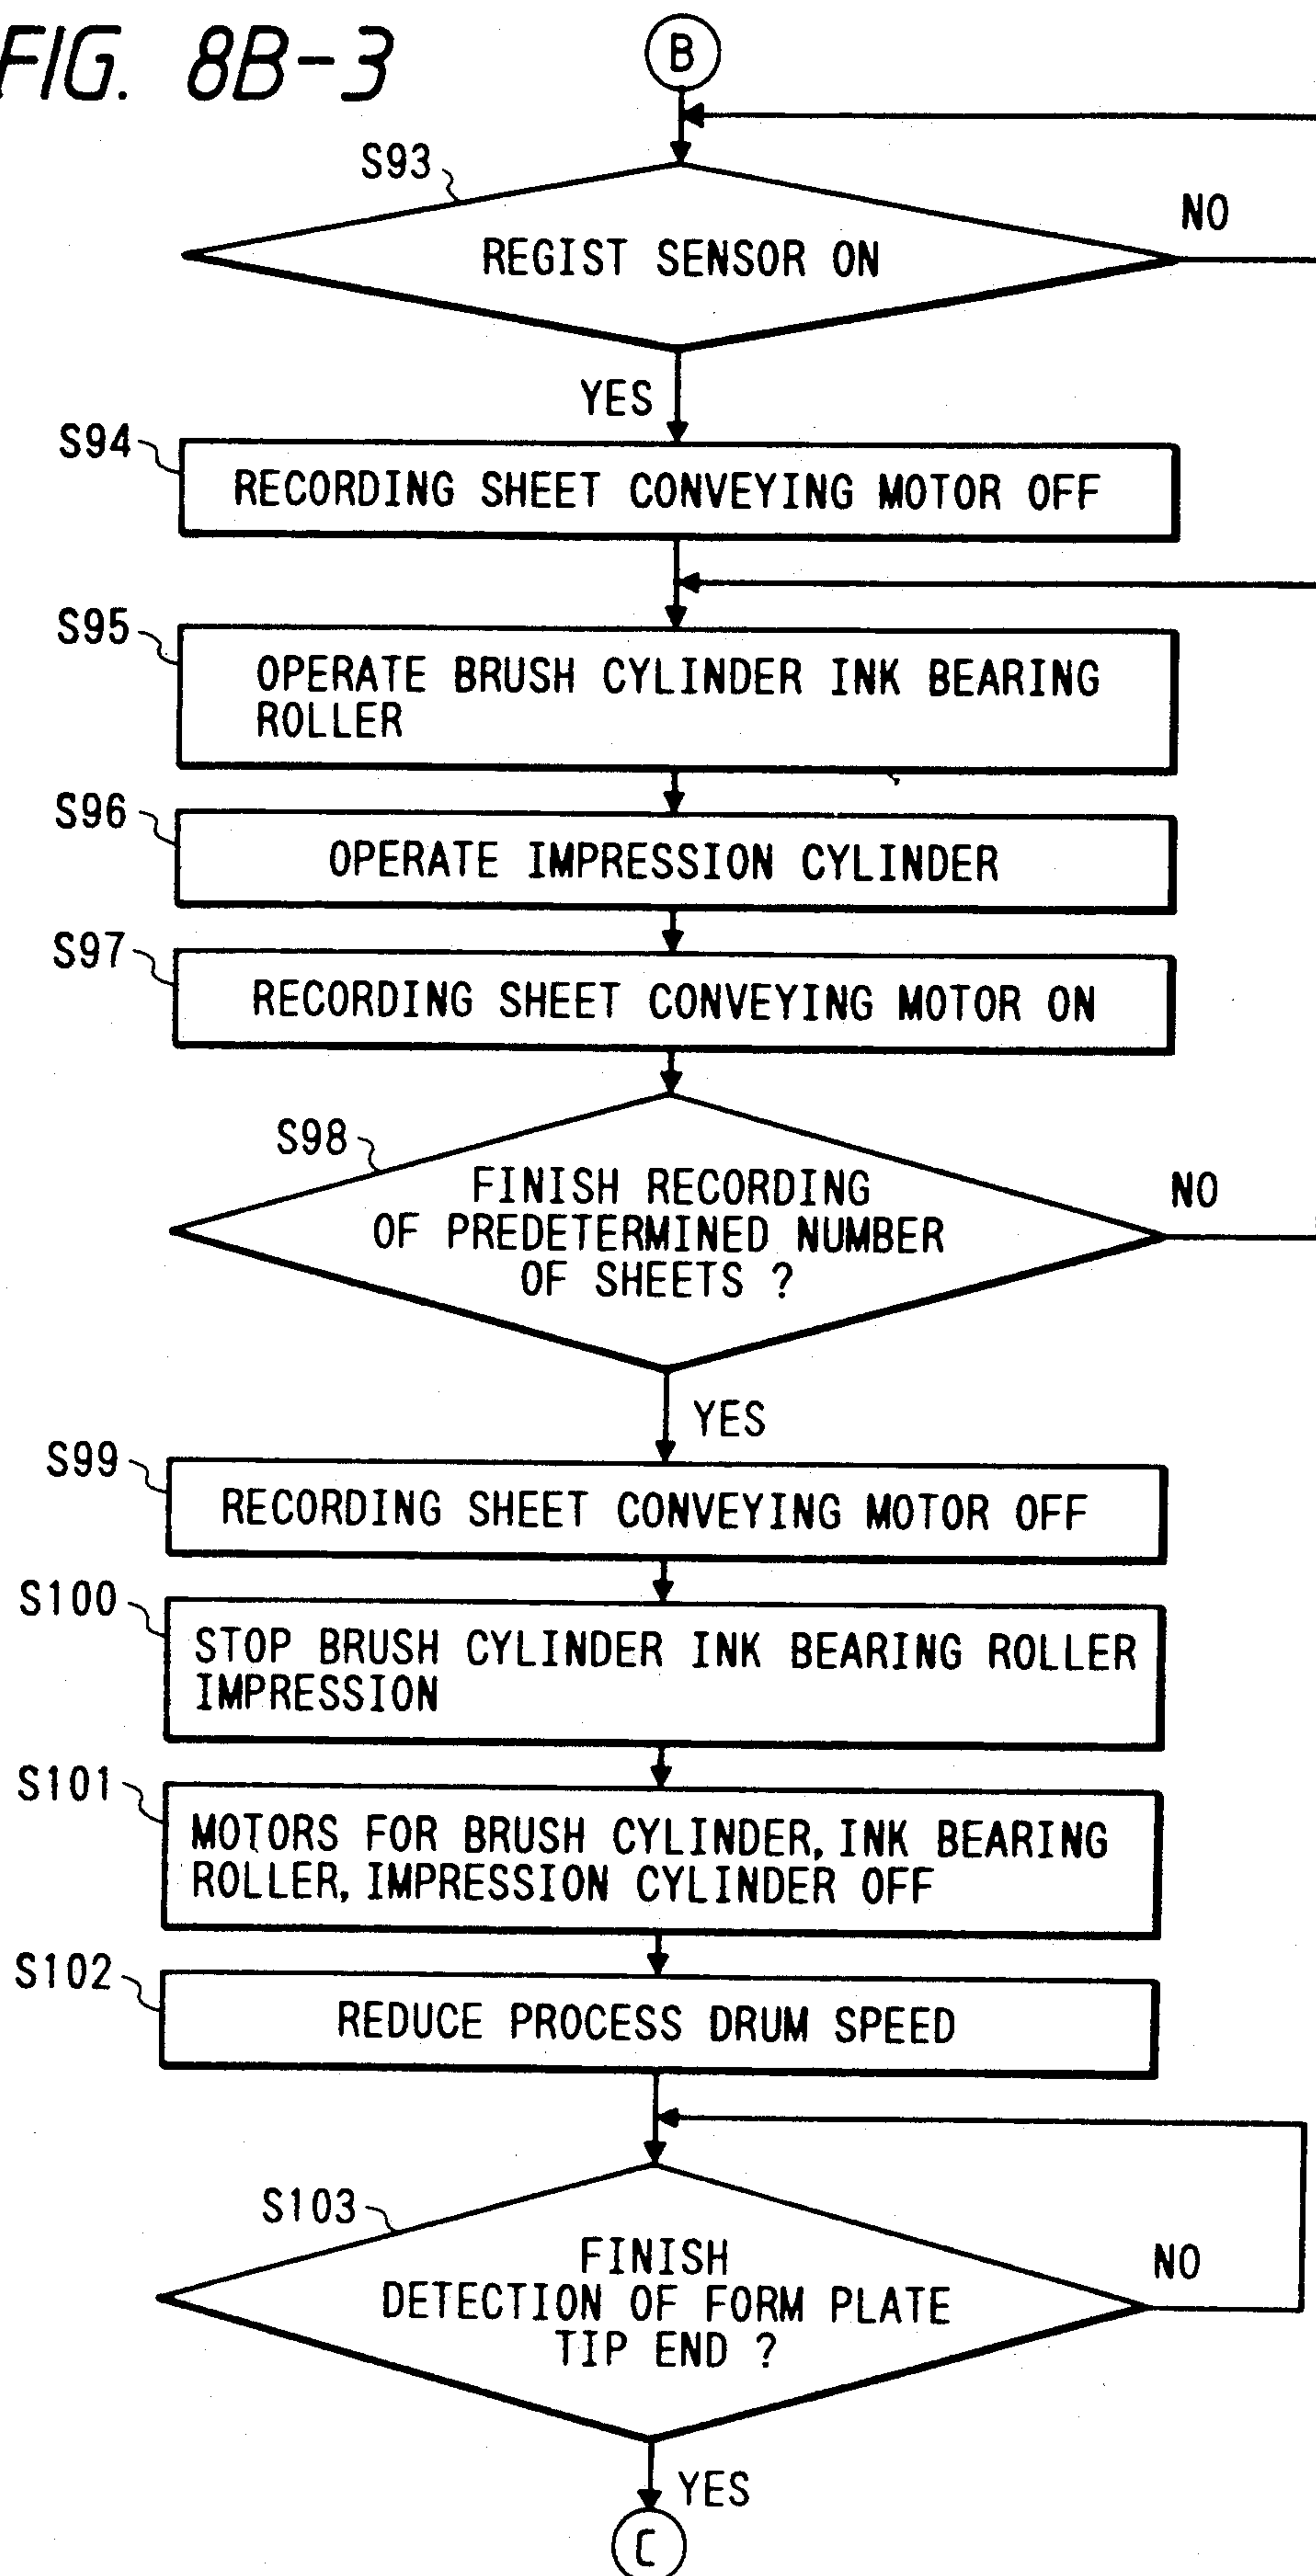 FIG. 8B-3
B
S93
REGIST SENSOR ON
NO
YES
S94
RECORDING SHEET CONVEYING MOTOR OFF
S95
OPERATE BRUSH CYLINDER INK BEARING
ROLLER
S96
OPERATE IMPRESSION CYLINDER
S97
RECORDING SHEET CONVEYING MOTOR ON
S98
FINISH RECORDING
OF PREDETERMINED NUMBER
OF SHEETS ?
NO
YES
S99
RECORDING SHEET CONVEYING MOTOR OFF
S100
STOP BRUSH CYLINDER INK BEARING ROLLER
IMPRESSION
S101
MOTORS FOR BRUSH CYLINDER, INK BEARING
ROLLER, IMPRESSION CYLINDER OFF
S102
REDUCE PROCESS DRUM SPEED
S103
FINISH
DETECTION OF FORM PLATE
TIP END ?
NO
YES
C